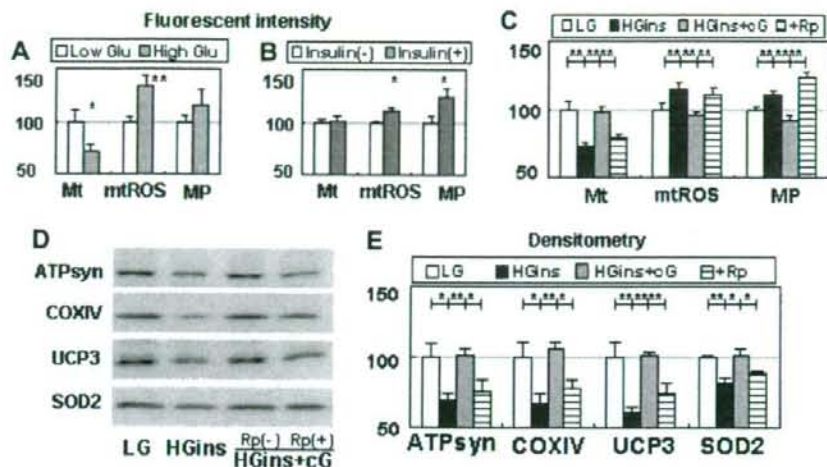 Fluorescent intensity
A
Low Glu High Glu
150
100
50
* **
Mt mtROS MP
B
Insulin(-) Insulin(+)
150
100
50
* *
Mt mtROS MP
C
LG HGins HGins+cG +Rp
150
100
50
** **** ** **** ** ****
Mt mtROS MP
D
ATPsyn
COXIV
UCP3
SOD2
LG HGins Rp(-) Rp(+)
HGins+cG
E
Densitometry
LG HGins HGins+cG +Rp
150
100
50
* ** * * ** * ** **** ** * *
ATPsyn COXIV UCP3 SOD2